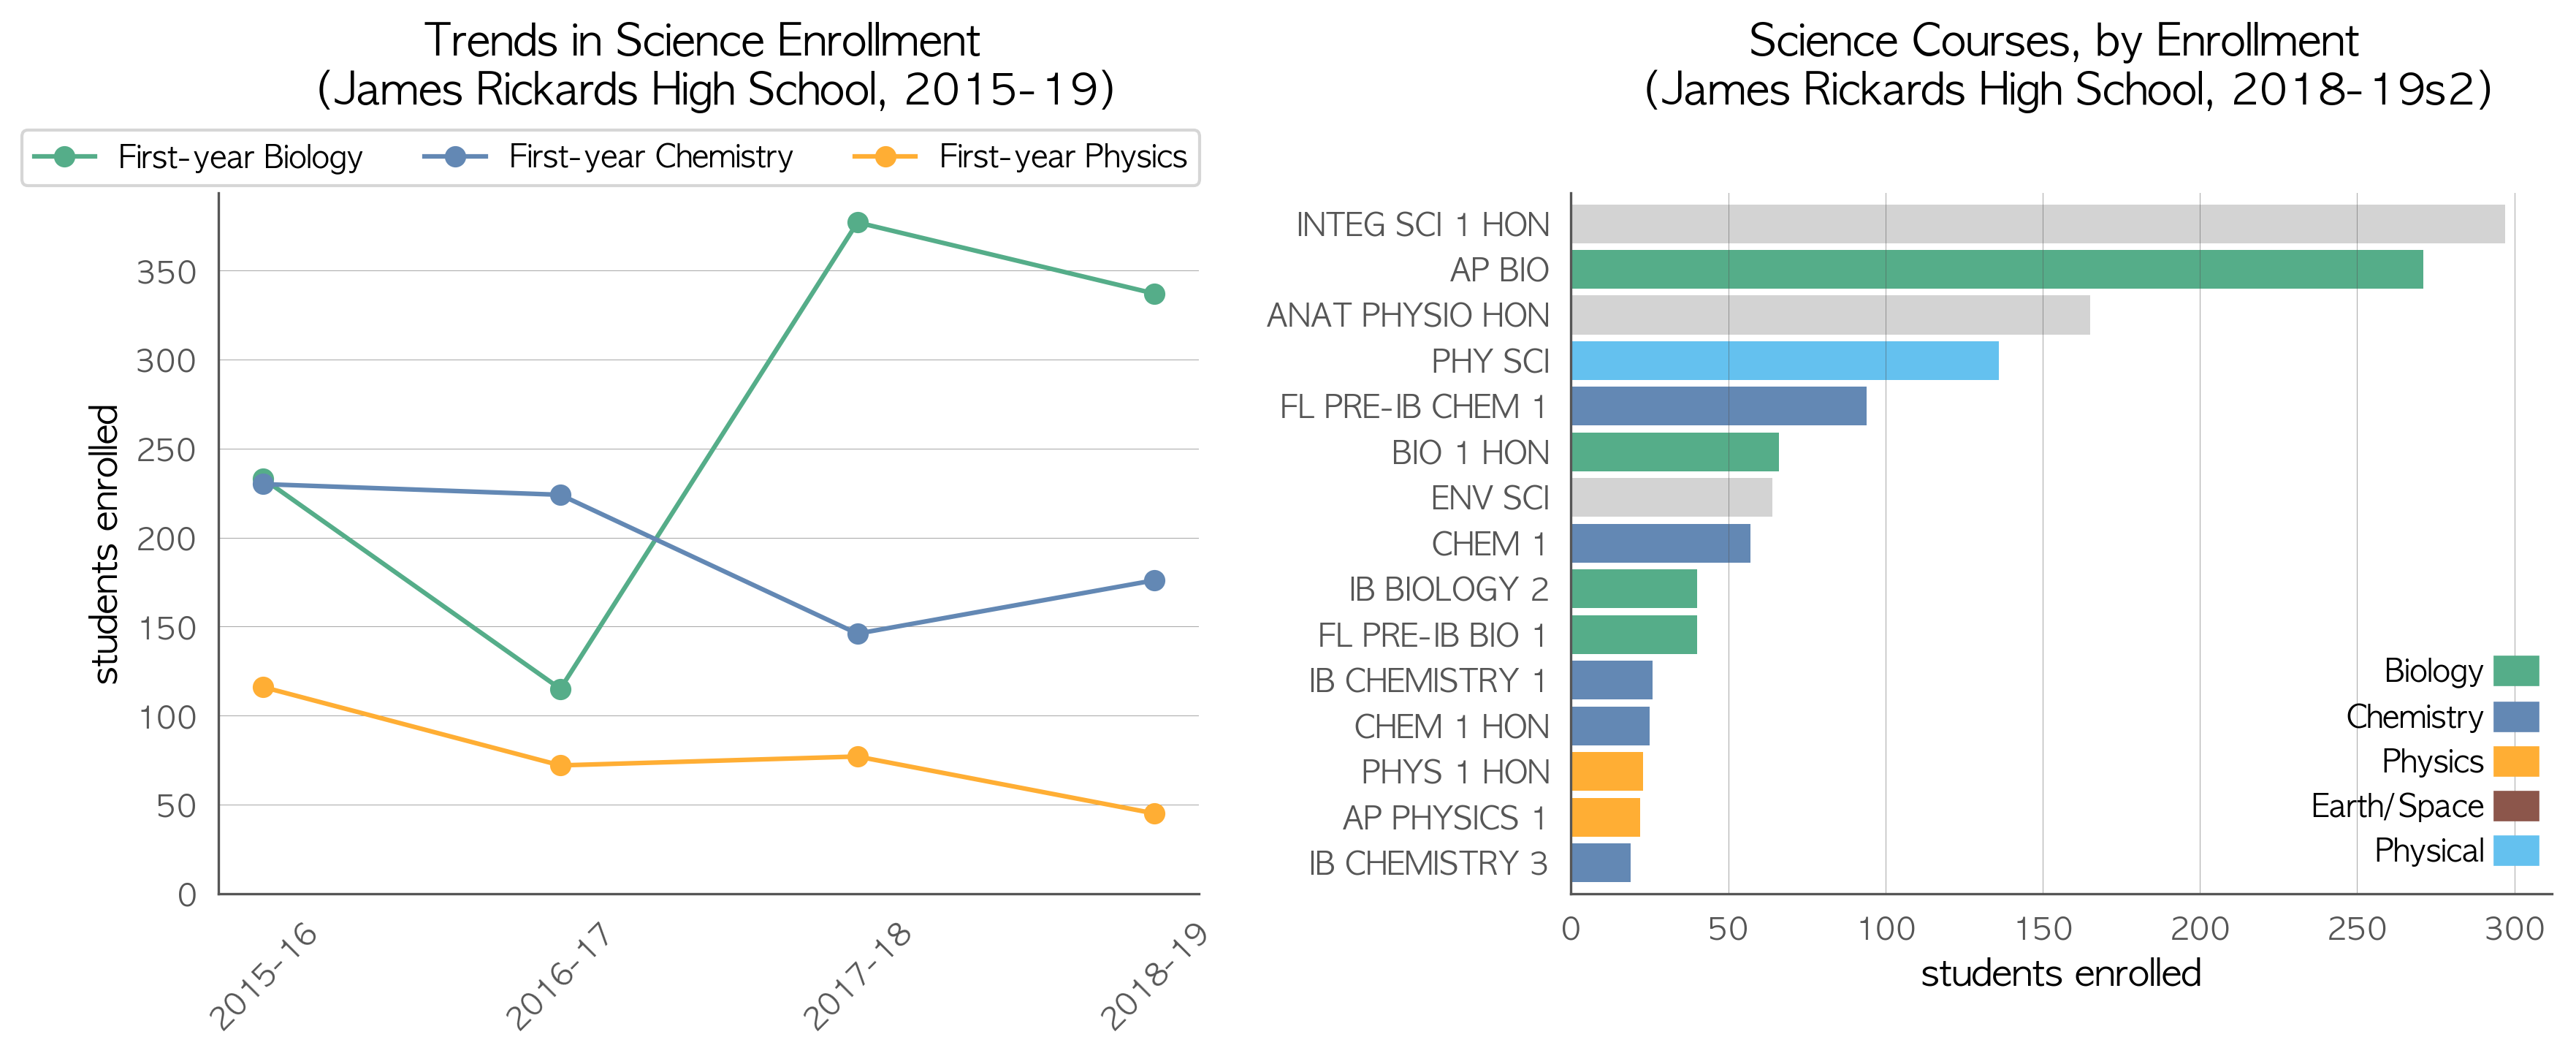 Trends in Science Enrollment
(James Rickards High School, 2015-19)
First-year Biology
First-year Chemistry
First-year Physics
students enrolled
350
300
250
200
150
100
50
0
2015-16
2016-17
2017-18
2018-19
Science Courses, by Enrollment
(James Rickards High School, 2018-19s2)
INTEG SCI 1 HON
AP BIO
ANAT PHYSIO HON
PHY SCI
FL PRE-IB CHEM 1
BIO 1 HON
ENV SCI
CHEM 1
IB BIOLOGY 2
FL PRE-IB BIO 1
IB CHEMISTRY 1
CHEM 1 HON
PHYS 1 HON
AP PHYSICS 1
IB CHEMISTRY 3
Biology
Chemistry
Physics
Earth/Space
Physical
0
50
100
150
200
250
300
students enrolled